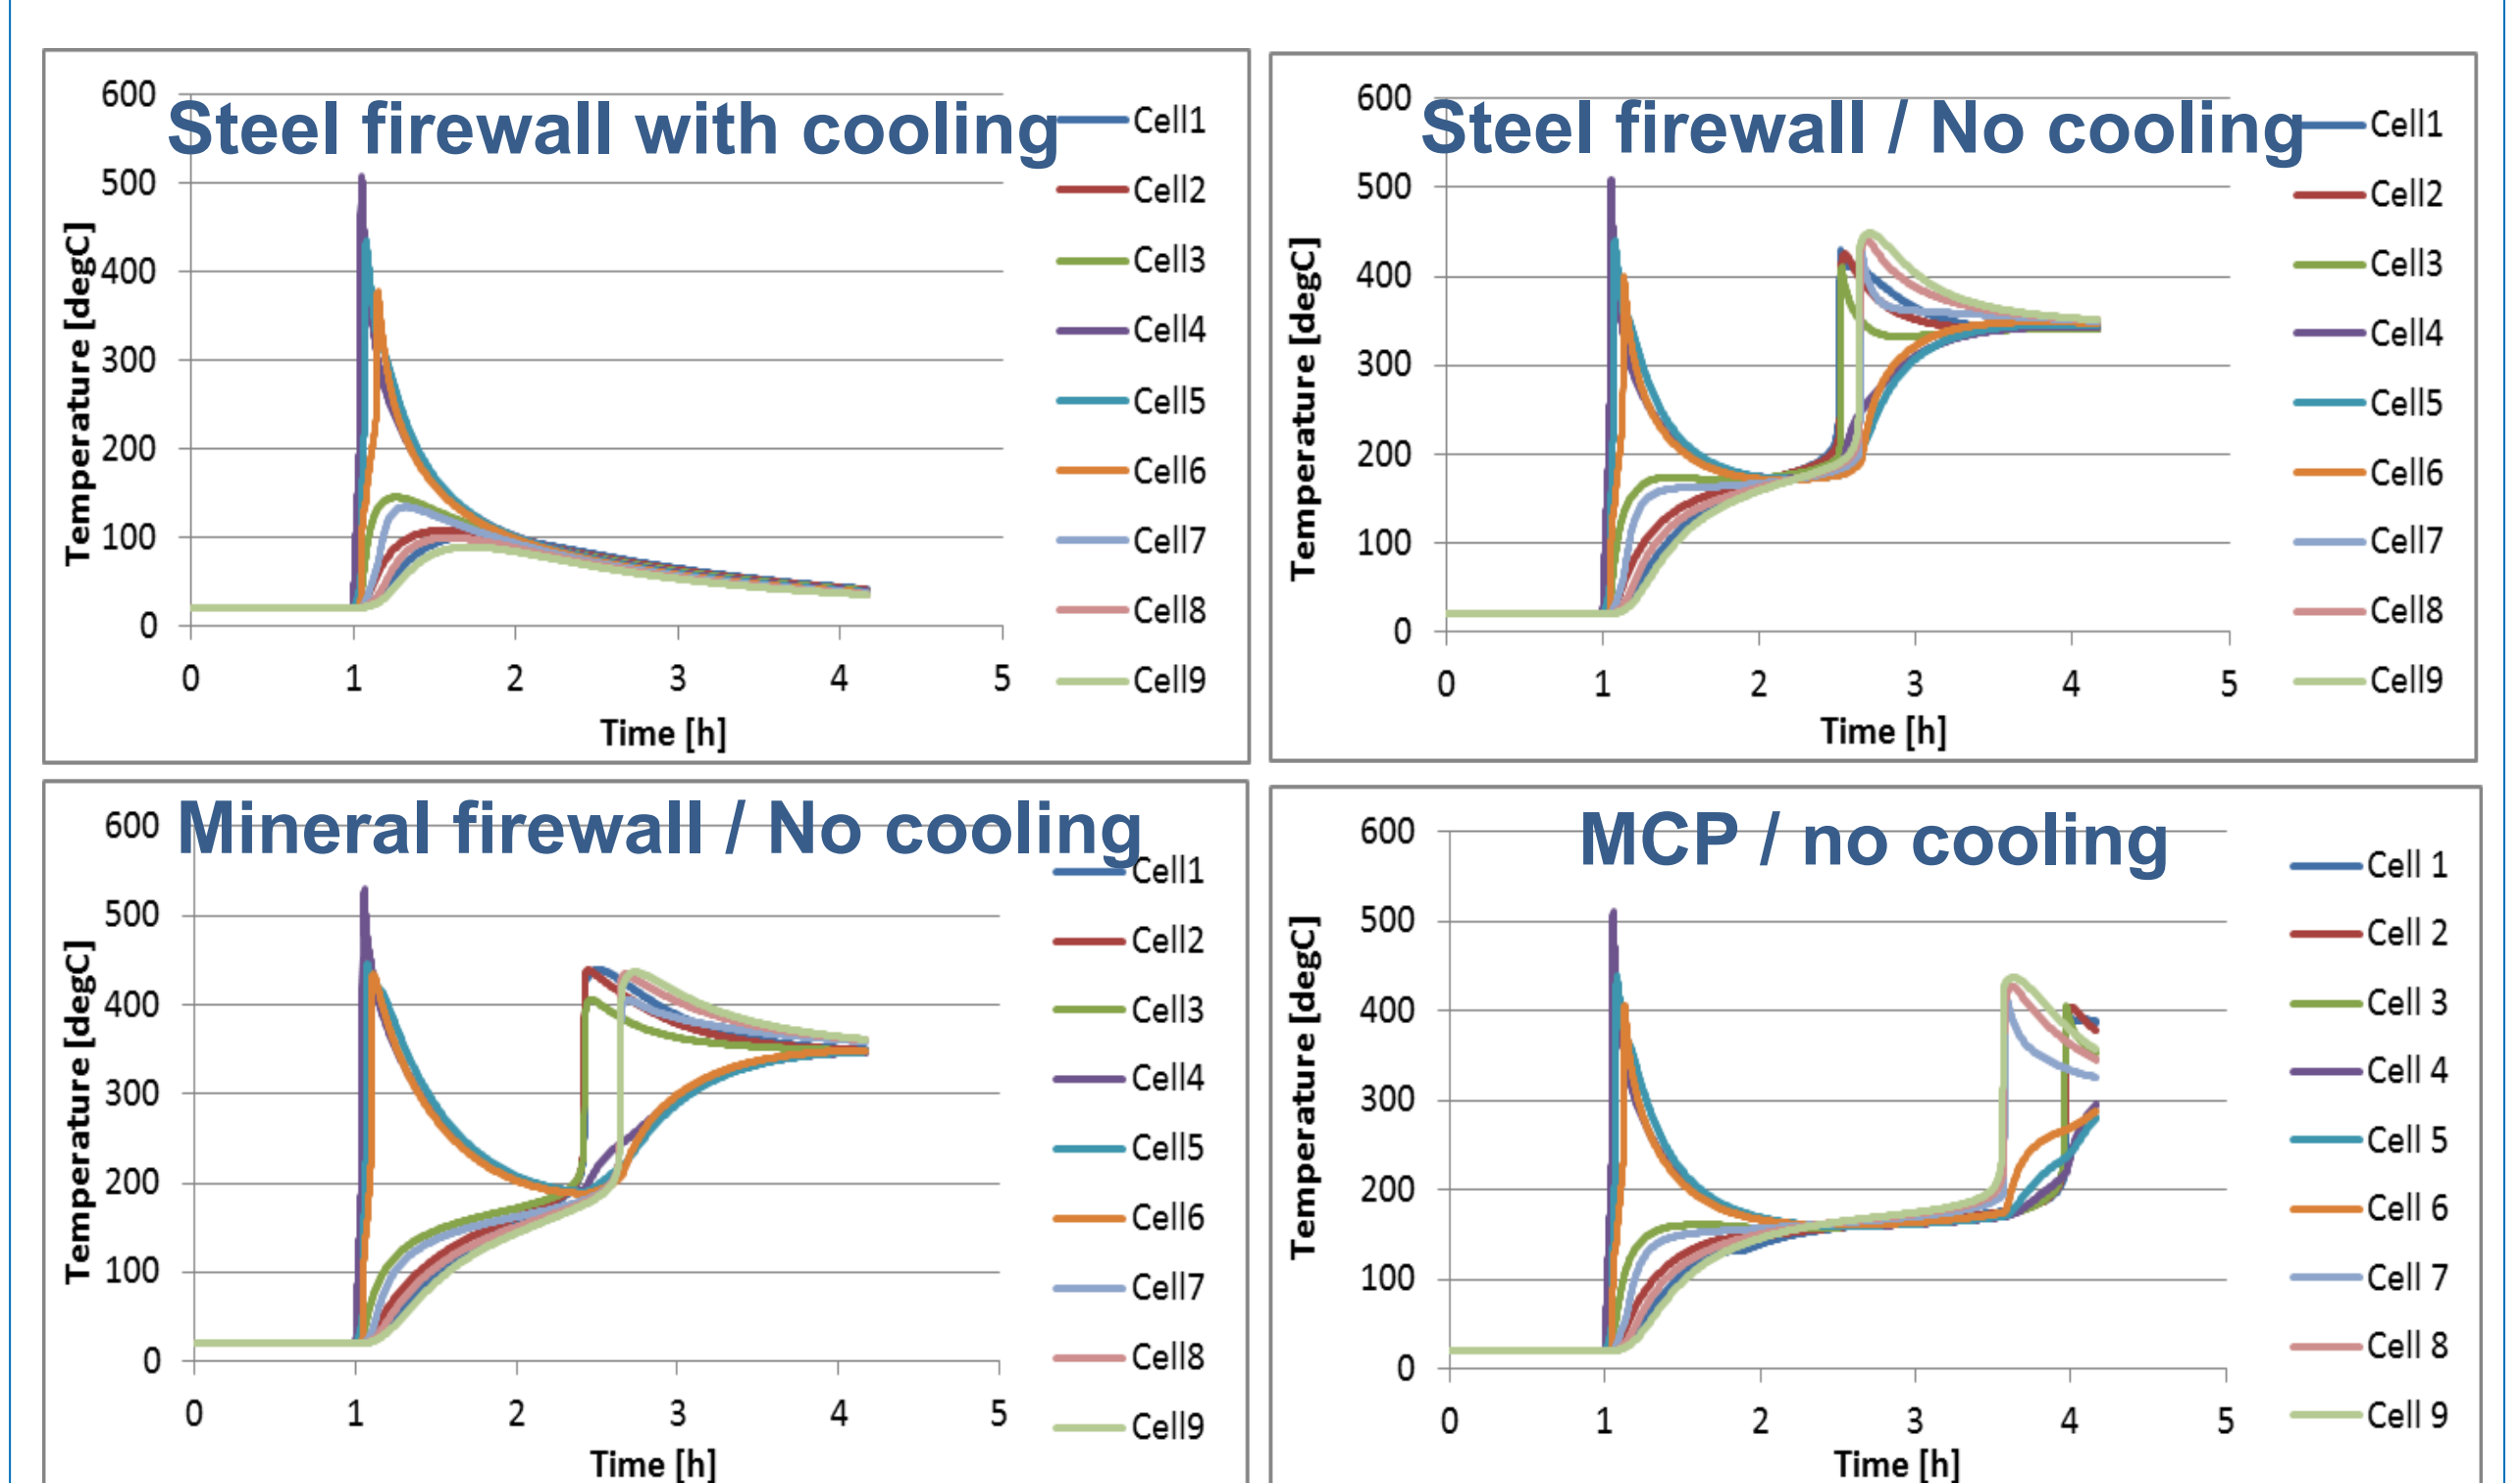 Steel firewall with cooling
600
500
400
300
200
100
0
Temperature [degC]
0 1 2 3 4 5
Time [h]
Cell1
Cell2
Cell3
Cell4
Cell5
Cell6
Cell7
Cell8
Cell9
Steel firewall / No cooling
600
500
400
300
200
100
0
Temperature [degC]
0 1 2 3 4 5
Time [h]
Cell1
Cell2
Cell3
Cell4
Cell5
Cell6
Cell7
Cell8
Cell9
Mineral firewall / No cooling
600
500
400
300
200
100
0
Temperature [degC]
0 1 2 3 4 5
Time [h]
Cell1
Cell2
Cell3
Cell4
Cell5
Cell6
Cell7
Cell8
Cell9
MCP / no cooling
600
500
400
300
200
100
0
Temperature [degC]
0 1 2 3 4 5
Time [h]
Cell 1
Cell 2
Cell 3
Cell 4
Cell 5
Cell 6
Cell 7
Cell 8
Cell 9